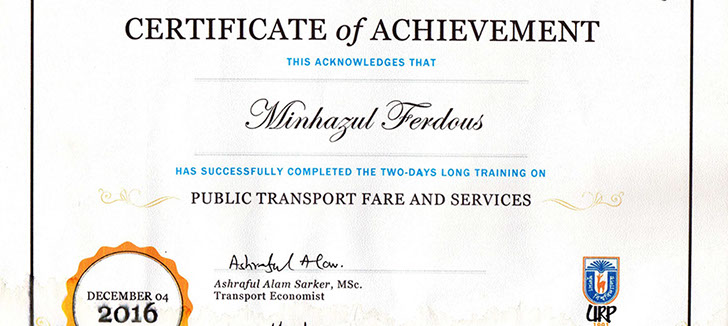 CERTIFICATE of ACHIEVEMENT
THIS ACKNOWLEDGES THAT
Minhazul Ferdous
HAS SUCCESSFULLY COMPLETED THE TWO-DAYS LONG TRAINING ON
PUBLIC TRANSPORT FARE AND SERVICES
Ashraful Alam.
Ashraful Alam Sarker, MSc.
Transport Economist
DECEMBER 04
2016
URP